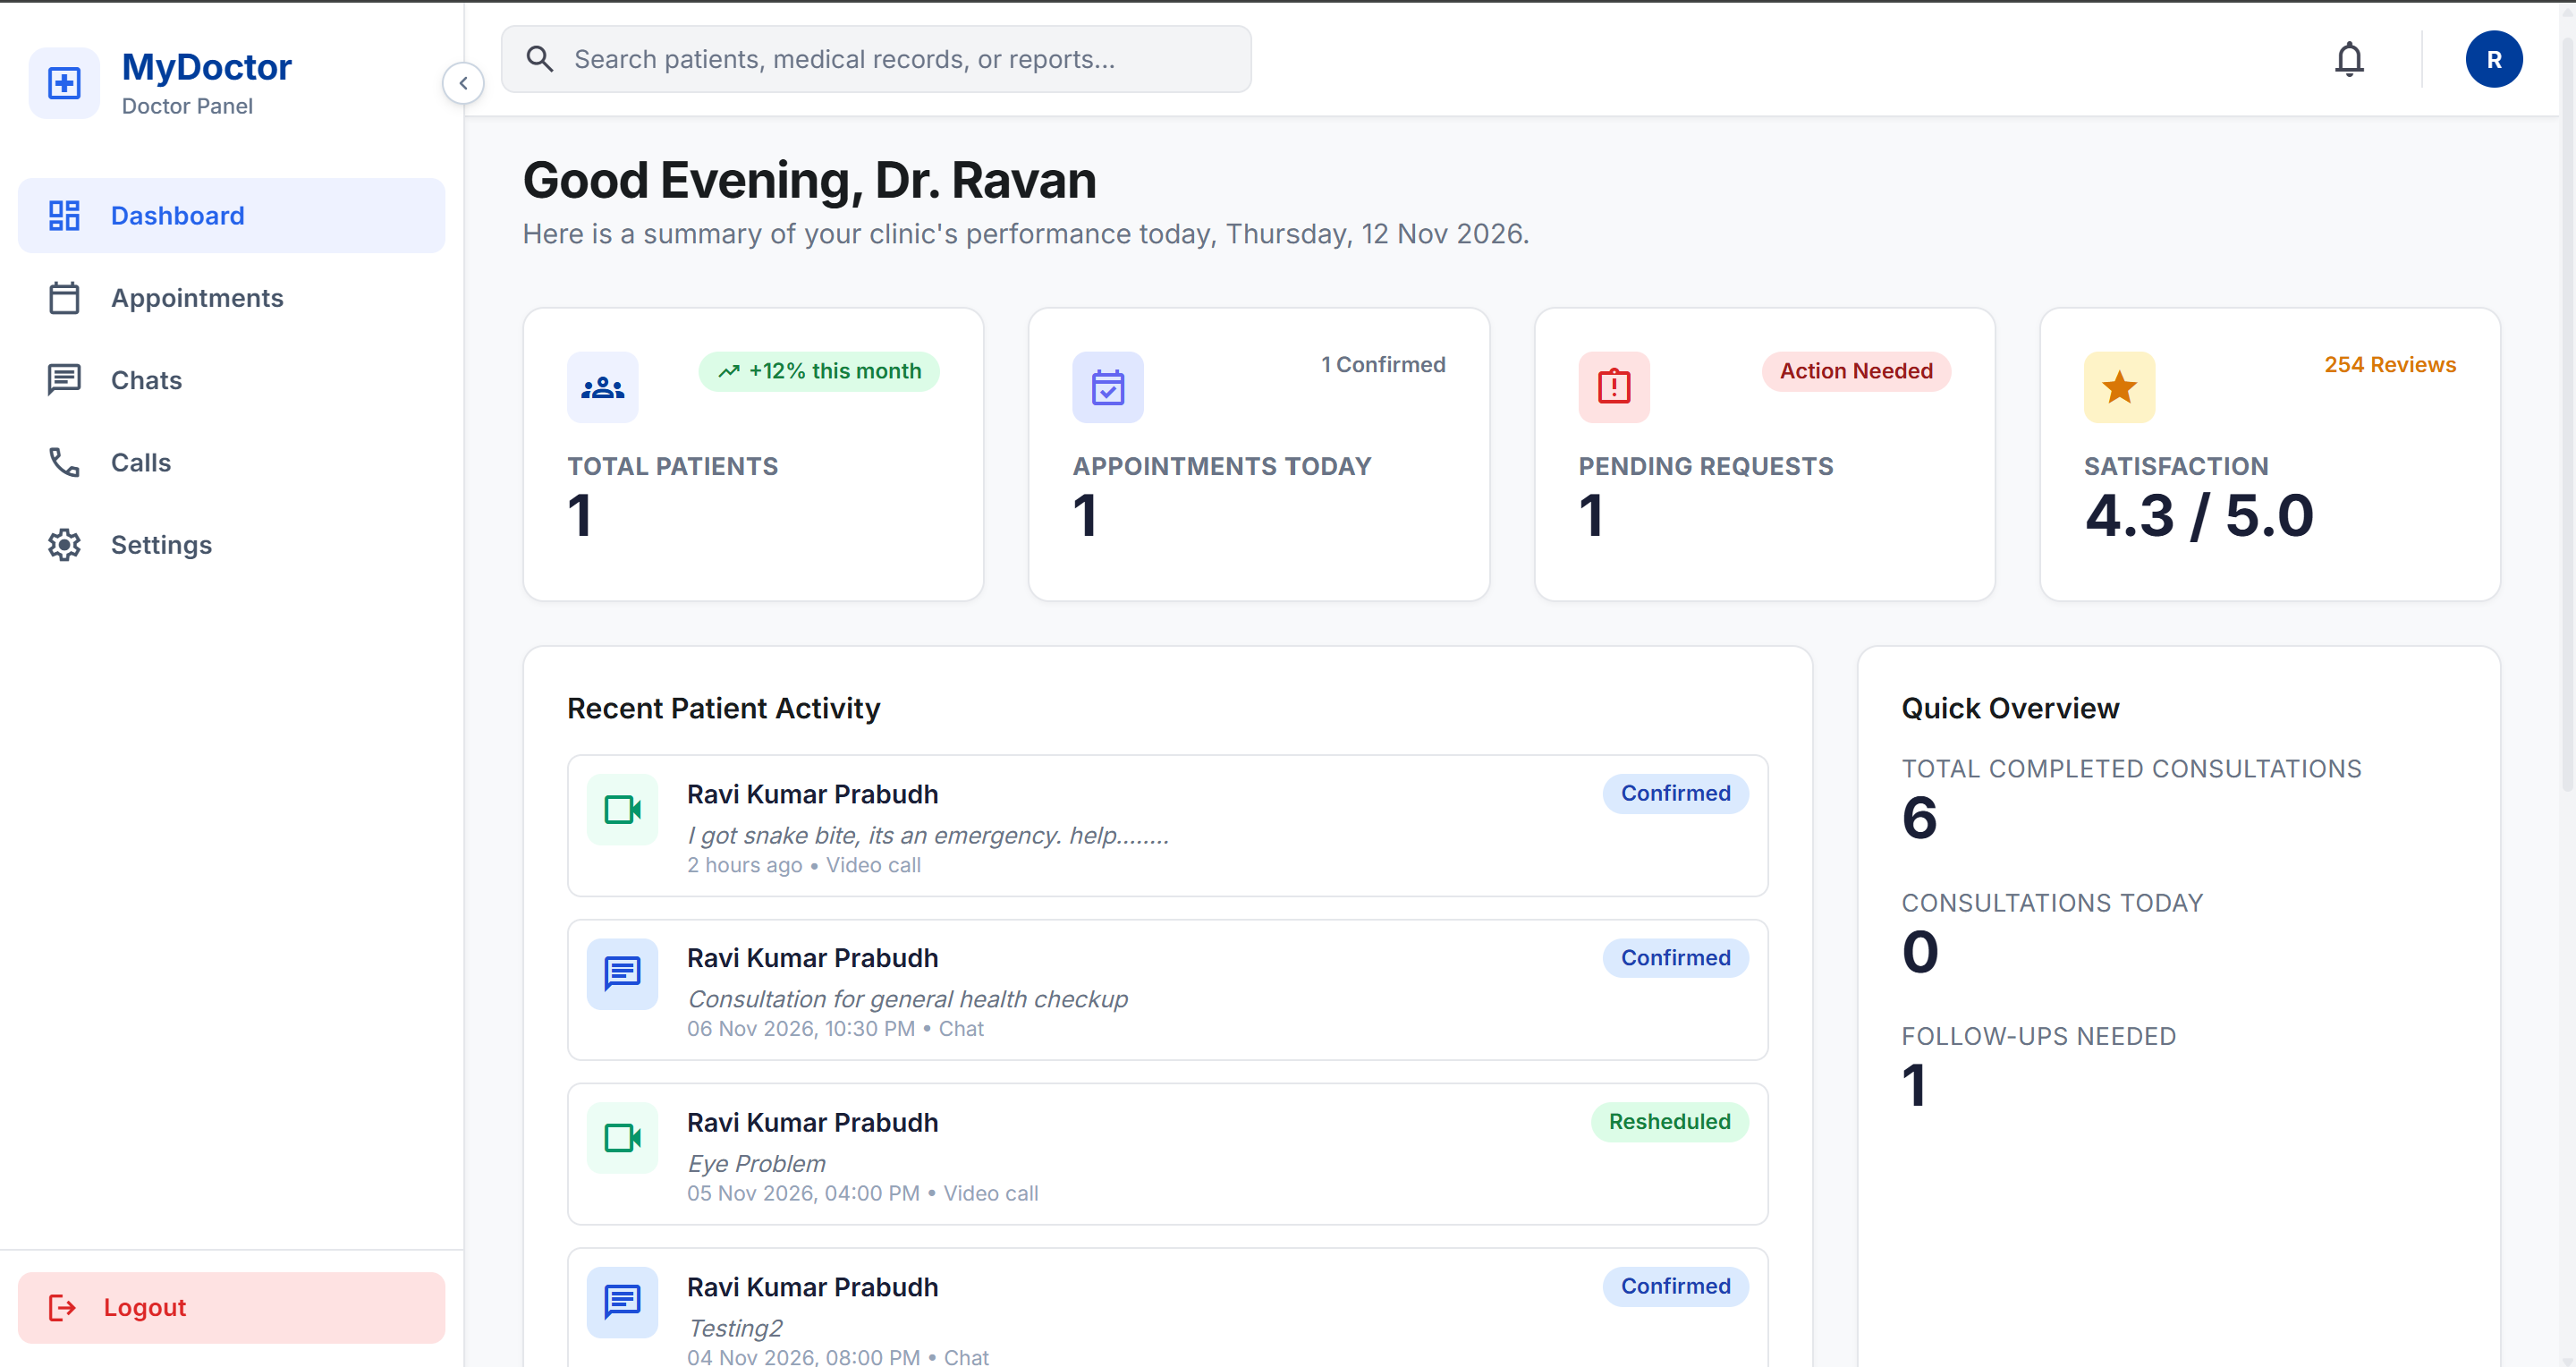 MyDoctor
Doctor Panel
Dashboard
Appointments
Chats
Calls
Settings
Logout
Search patients, medical records, or reports...
R
Good Evening, Dr. Ravan
Here is a summary of your clinic's performance today, Thursday, 12 Nov 2026.
+12% this month
TOTAL PATIENTS
1
1 Confirmed
APPOINTMENTS TODAY
1
Action Needed
PENDING REQUESTS
1
254 Reviews
SATISFACTION
4.3 / 5.0
Recent Patient Activity
Ravi Kumar Prabudh
Confirmed
I got snake bite, its an emergency. help........
2 hours ago • Video call
Ravi Kumar Prabudh
Confirmed
Consultation for general health checkup
06 Nov 2026, 10:30 PM • Chat
Ravi Kumar Prabudh
Resheduled
Eye Problem
05 Nov 2026, 04:00 PM • Video call
Ravi Kumar Prabudh
Confirmed
Testing2
04 Nov 2026, 08:00 PM • Chat
Quick Overview
TOTAL COMPLETED CONSULTATIONS
6
CONSULTATIONS TODAY
0
FOLLOW-UPS NEEDED
1